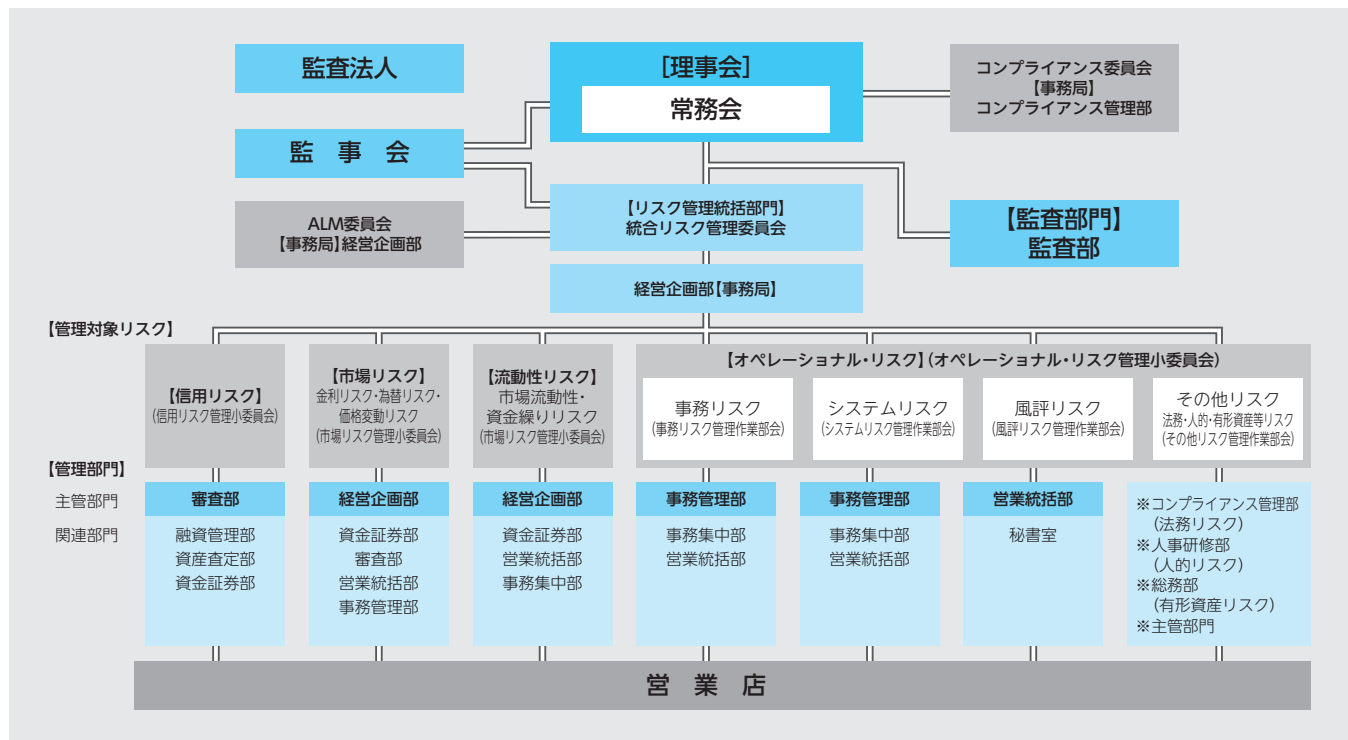 監査法人
[理事会]
常務会
コンプライアンス委員会
【事務局】
コンプライアンス管理部
監 事 会
ALM委員会
【事務局】経営企画部
【リスク管理統括部門】
統合リスク管理委員会
【監査部門】
監査部
経営企画部【事務局】
【管理対象リスク】
【信用リスク】
(信用リスク管理小委員会)
【市場リスク】
金利リスク・為替リスク・
価格変動リスク
(市場リスク管理小委員会)
【流動性リスク】
市場流動性・
資金繰りリスク
(市場リスク管理小委員会)
【オペレーショナル・リスク】(オペレーショナル・リスク管理小委員会)
事務リスク
(事務リスク管理作業部会)
システムリスク
(システムリスク管理作業部会)
風評リスク
(風評リスク管理作業部会)
その他リスク
法務・人的・有形資産等リスク
(その他リスク管理作業部会)
【管理部門】
主管部門
関連部門
審査部
融資管理部
資産査定部
資金証券部
経営企画部
資金証券部
審査部
営業統括部
事務管理部
経営企画部
資金証券部
営業統括部
事務集中部
事務管理部
事務集中部
営業統括部
事務管理部
事務集中部
営業統括部
営業統括部
秘書室
※コンプライアンス管理部
(法務リスク)
※人事研修部
(人的リスク)
※総務部
(有形資産リスク)
※主管部門
営 業 店